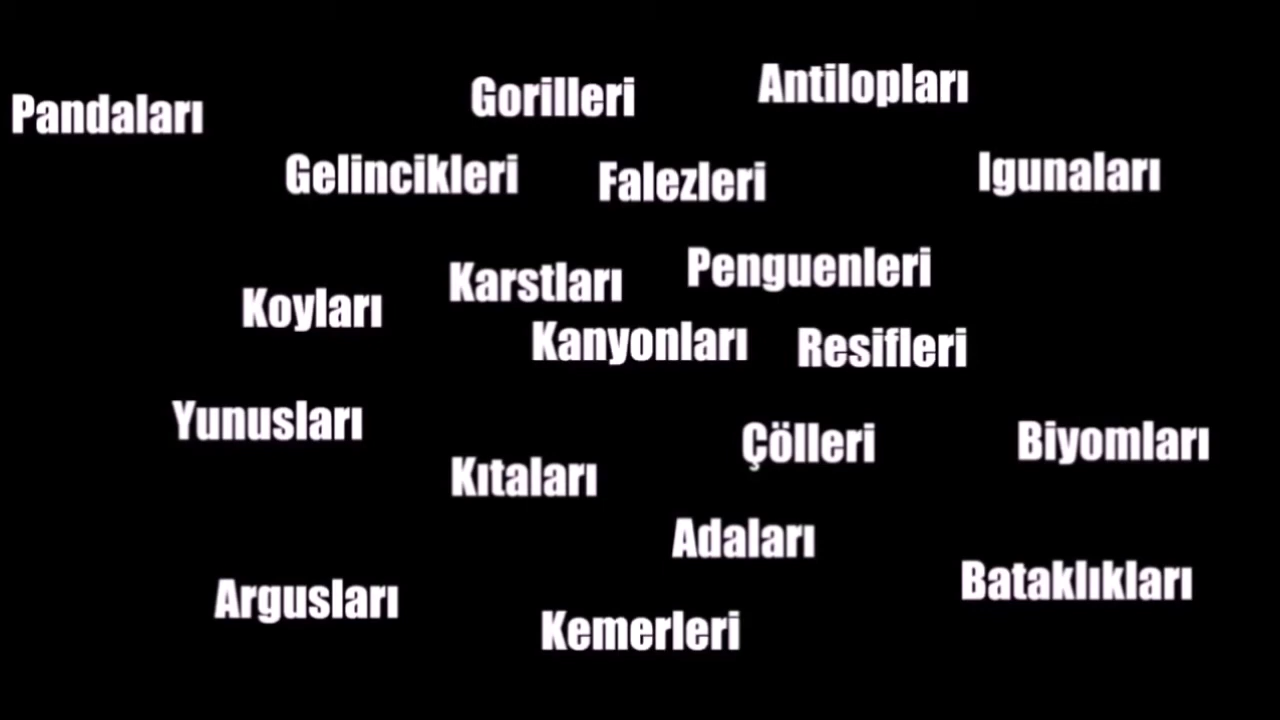 Pandaları
Gorilleri
Antilopları
Gelincikleri
Falezleri
Igunaları
Koyları
Karstları
Penguenleri
Kanyonları
Resifleri
Yunusları
Kıtaları
Çölleri
Biyomları
Adaları
Argusları
Kemerleri
Bataklıkları